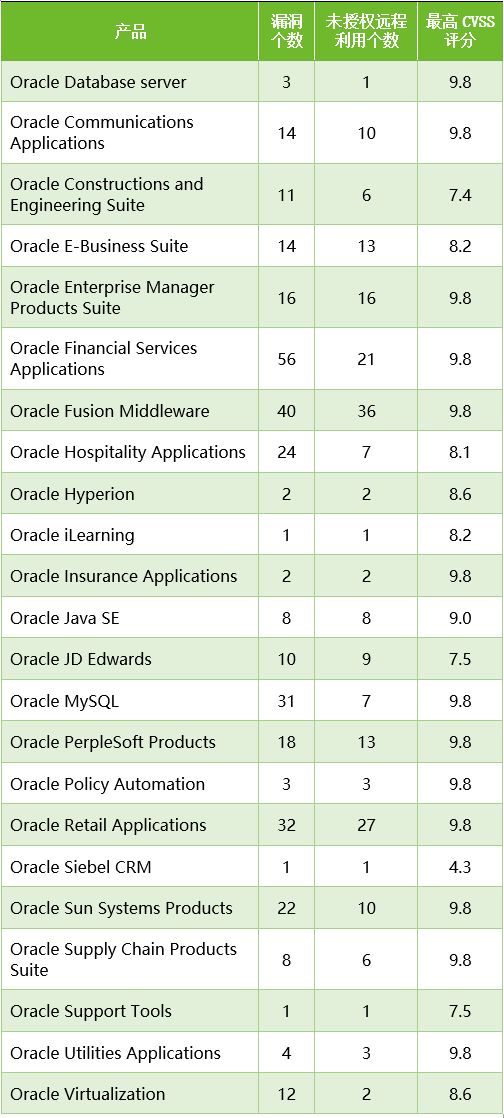 产品 漏洞个数 未授权远程利用个数 最高 CVSS 评分
Oracle Database server 3 1 9.8
Oracle Communications Applications 14 10 9.8
Oracle Constructions and Engineering Suite 11 6 7.4
Oracle E-Business Suite 14 13 8.2
Oracle Enterprise Manager Products Suite 16 16 9.8
Oracle Financial Services Applications 56 21 9.8
Oracle Fusion Middleware 40 36 9.8
Oracle Hospitality Applications 24 7 8.1
Oracle Hyperion 2 2 8.6
Oracle iLearning 1 1 8.2
Oracle Insurance Applications 2 2 9.8
Oracle Java SE 8 8 9.0
Oracle JD Edwards 10 9 7.5
Oracle MySQL 31 7 9.8
Oracle PerpleSoft Products 18 13 9.8
Oracle Policy Automation 3 3 9.8
Oracle Retail Applications 32 27 9.8
Oracle Siebel CRM 1 1 4.3
Oracle Sun Systems Products 22 10 9.8
Oracle Supply Chain Products Suite 8 6 9.8
Oracle Support Tools 1 1 7.5
Oracle Utilities Applications 4 3 9.8
Oracle Virtualization 12 2 8.6